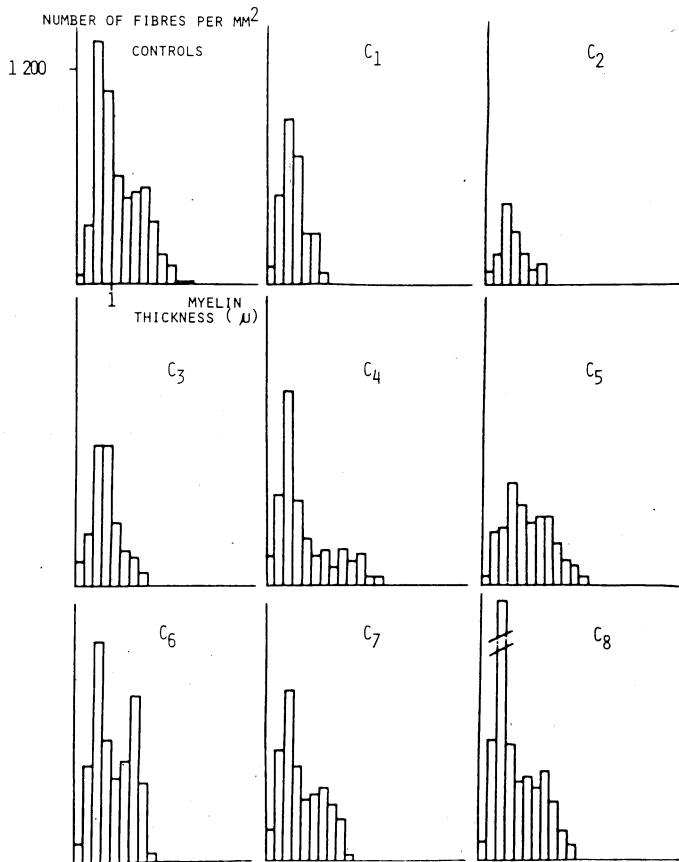 NUMBER OF FIBRES PER MM²
CONTROLS
1 200
C₁
C₂
1
MYELIN
THICKNESS ( μ)
C₃
C₄
C₅
C₆
C₇
C₈